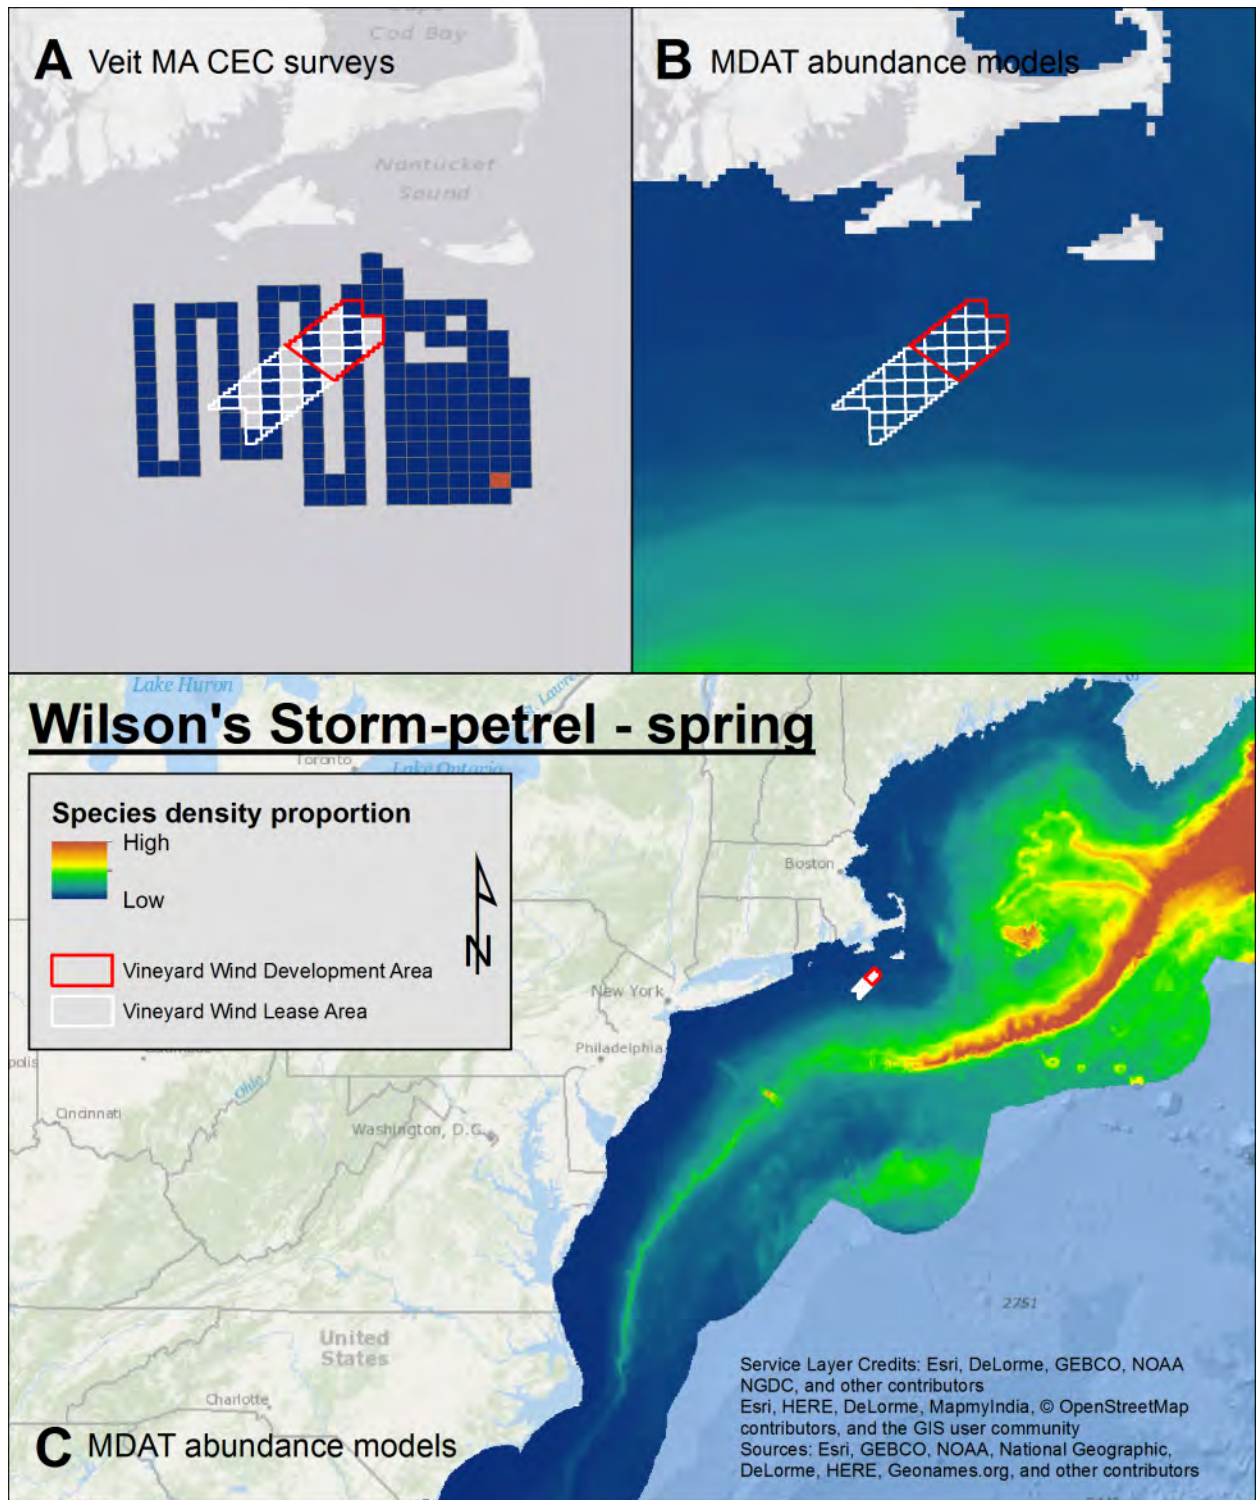 Cod Bay
A Veit MA CEC surveys
Nantucket
Sound
B MDAT abundance models
Lake Huron
St. Lawre
Wilson's Storm-petrel - spring
Toronto
Lake Ontario
Species density proportion
High
Low
N
Vineyard Wind Development Area
Vineyard Wind Lease Area
Boston
New York
Philadelphia
polis
Ohio
Cincinnati
Washington, D.C.
2751
United
States
Charlotte
C MDAT abundance models
Service Layer Credits: Esri, DeLorme, GEBCO, NOAA
NGDC, and other contributors
Esri, HERE, DeLorme, MapmyIndia, © OpenStreetMap
contributors, and the GIS user community
Sources: Esri, GEBCO, NOAA, National Geographic,
DeLorme, HERE, Geonames.org, and other contributors